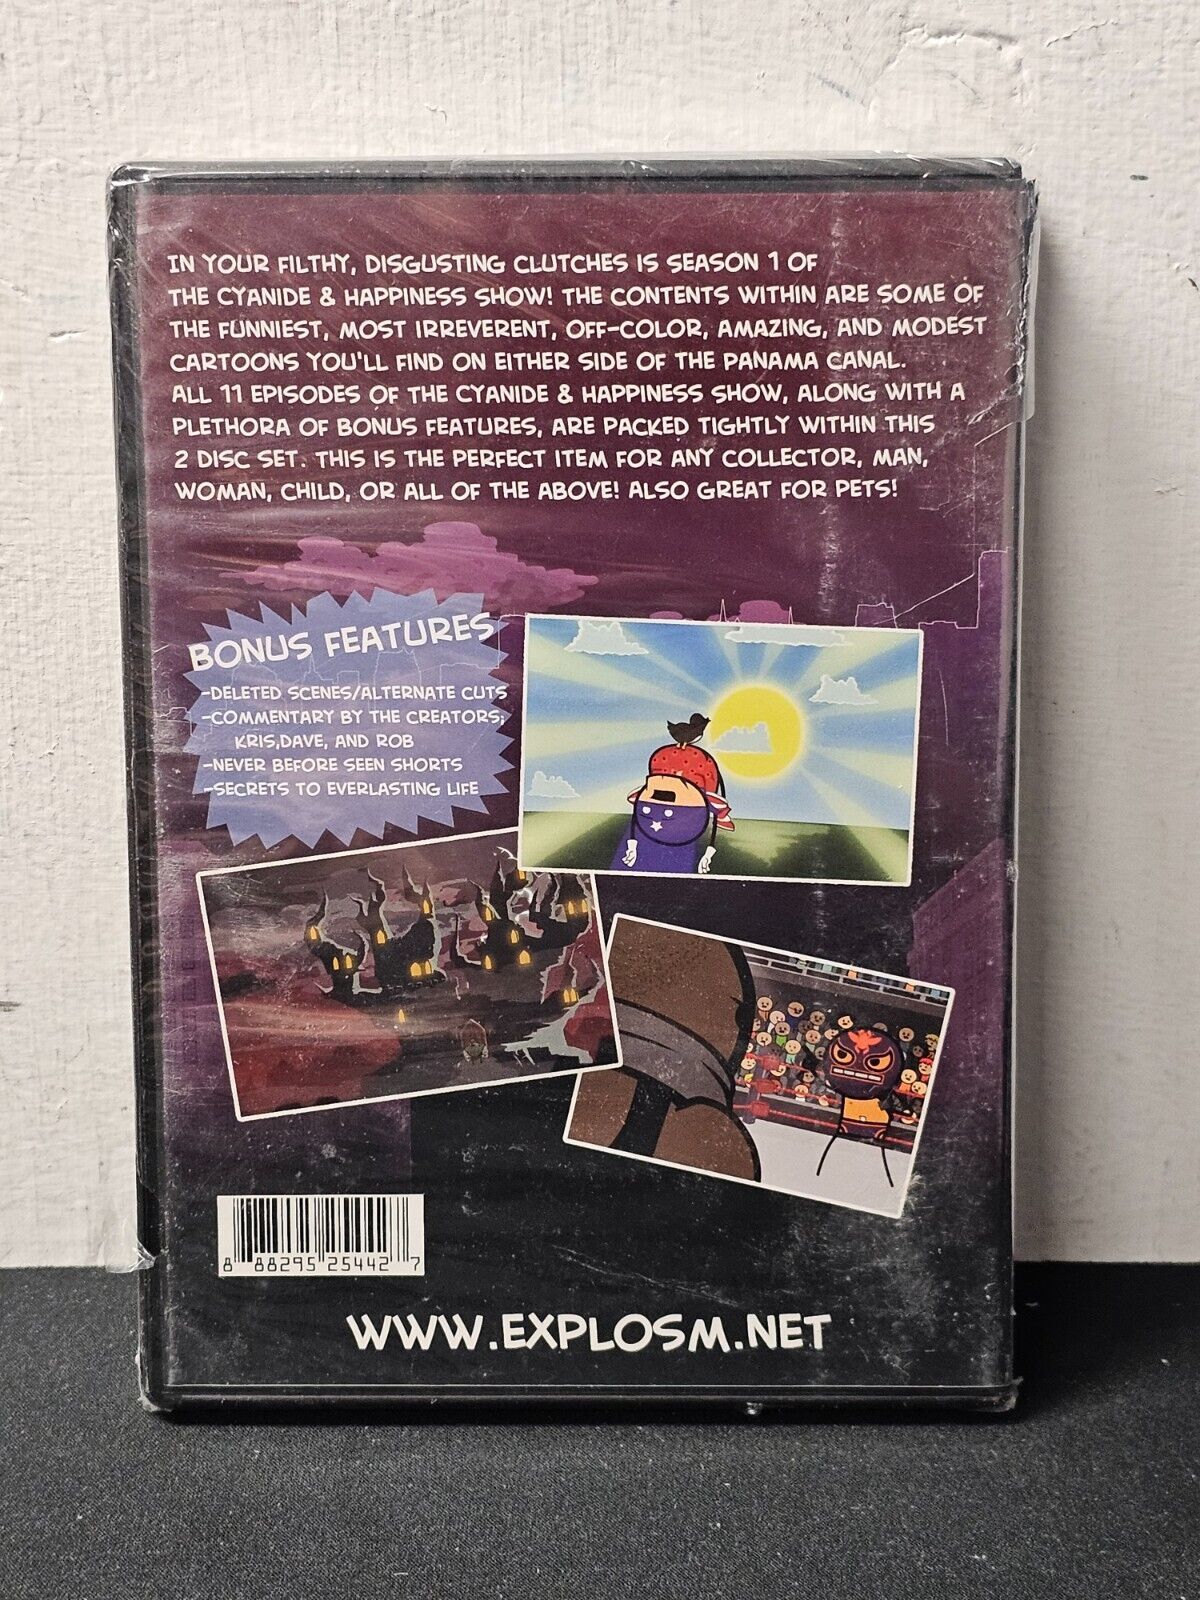 IN YOUR FILTHY, DISGUSTING CLUTCHES IS SEASON 1 OF
THE CYANIDE & HAPPINESS SHOW! THE CONTENTS WITHIN ARE SOME OF
THE FUNNIEST, MOST IRREVERENT, OFF-COLOR, AMAZING, AND MODEST
CARTOONS YOU'LL FIND ON EITHER SIDE OF THE PANAMA CANAL.
ALL 11 EPISODES OF THE CYANIDE & HAPPINESS SHOW, ALONG WITH A
PLETHORA OF BONUS FEATURES, ARE PACKED TIGHTLY WITHIN THIS
2 DISC SET. THIS IS THE PERFECT ITEM FOR ANY COLLECTOR, MAN,
WOMAN, CHILD, OR ALL OF THE ABOVE! ALSO GREAT FOR PETS!
BONUS FEATURES
-DELETED SCENES/ALTERNATE CUTS
-COMMENTARY BY THE CREATORS;
KRIS,DAVE, AND ROB
-NEVER BEFORE SEEN SHORTS
-SECRETS TO EVERLASTING LIFE
8 88295 25442 7
WWW.EXPLOSM.NET